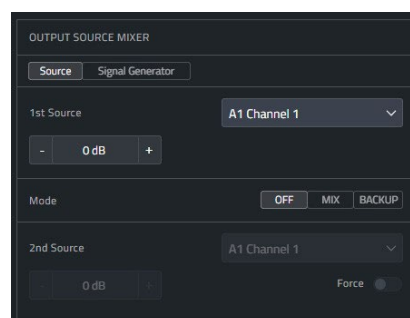 OUTPUT SOURCE MIXER
Source Signal Generator
1st Source A1 Channel 1
- 0 dB +
Mode OFF MIX BACKUP
2nd Source A1 Channel 1
- 0 dB + Force